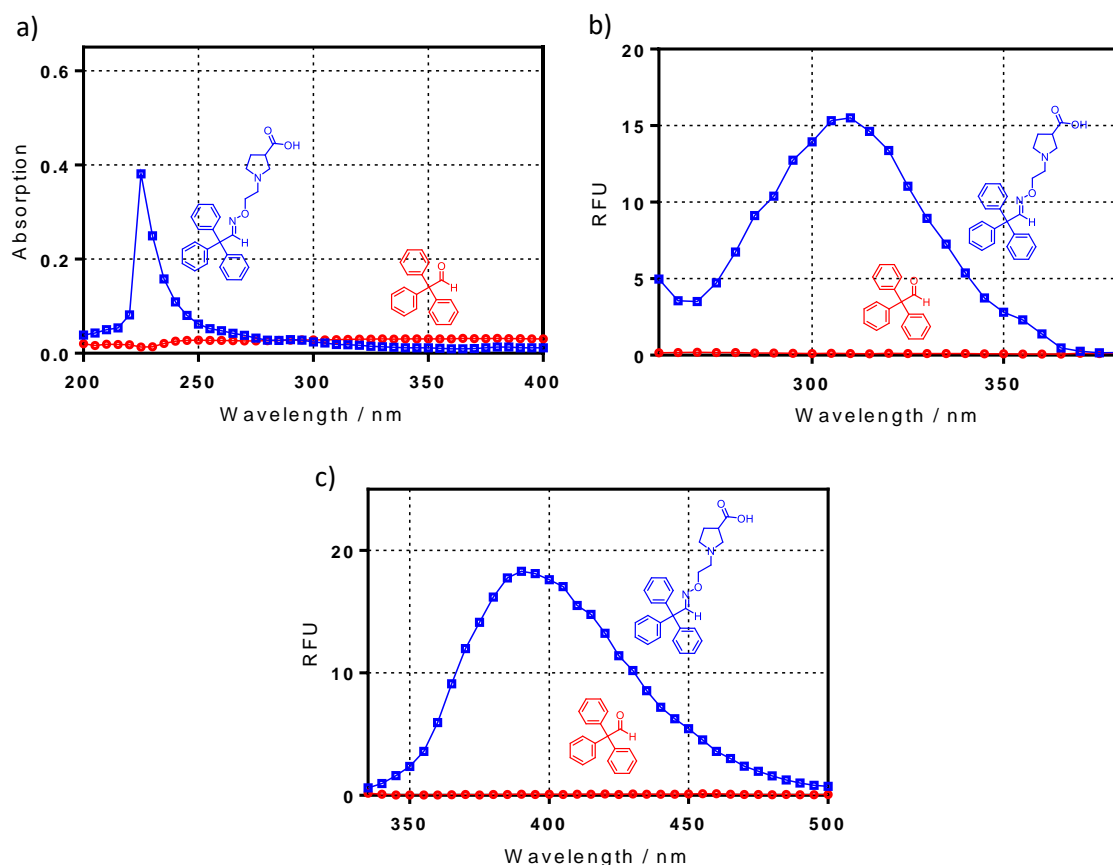 a)
Absorption
0.6
0.4
0.2
0.0
200
250
300
350
400
Wavelength / nm
O
OH
N
N
O
H
O
H
b)
RFU
20
15
10
5
0
300
350
Wavelength / nm
O
OH
N
N
O
H
O
H
c)
RFU
20
10
0
350
400
450
500
Wavelength / nm
O
OH
N
N
O
H
O
H